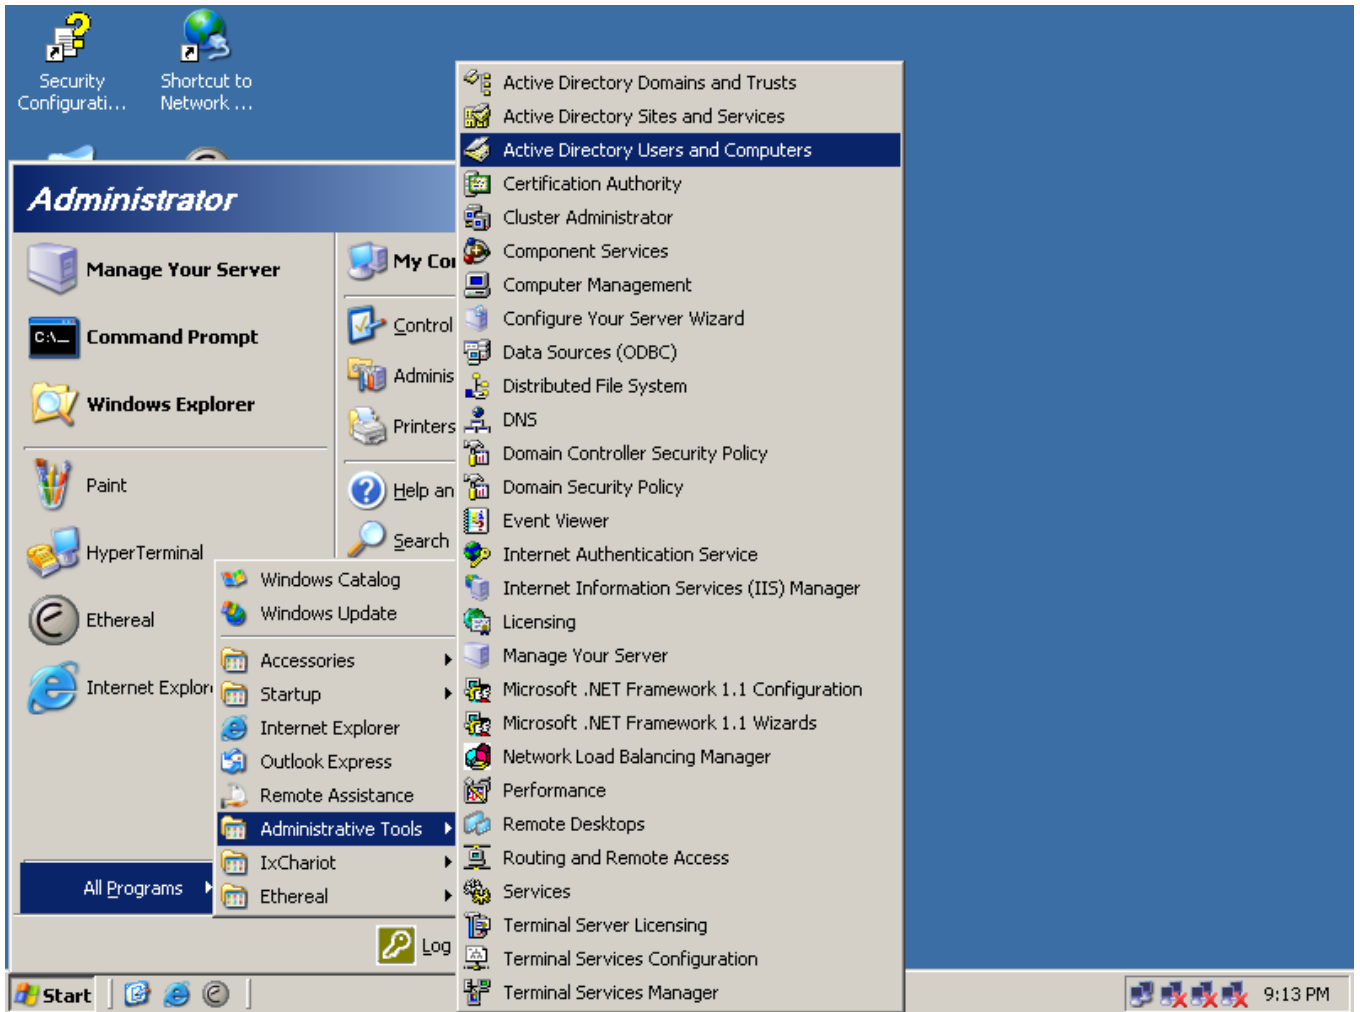 Security
Configurati...
Shortcut to
Network ...
Administrator
Manage Your Server
Command Prompt
C:\_
Windows Explorer
Paint
HyperTerminal
Ethereal
Internet Explor
All Programs
My Co
Control
Adminis
Printers
Help an
Search
Log
Windows Catalog
Windows Update
Accessories
Startup
Internet Explorer
Outlook Express
Remote Assistance
Administrative Tools
IxChariot
Ethereal
Active Directory Domains and Trusts
Active Directory Sites and Services
Active Directory Users and Computers
Certification Authority
Cluster Administrator
Component Services
Computer Management
Configure Your Server Wizard
Data Sources (ODBC)
Distributed File System
DNS
Domain Controller Security Policy
Domain Security Policy
Event Viewer
Internet Authentication Service
Internet Information Services (IIS) Manager
Licensing
Manage Your Server
Microsoft .NET Framework 1.1 Configuration
Microsoft .NET Framework 1.1 Wizards
Network Load Balancing Manager
Performance
Remote Desktops
Routing and Remote Access
Services
Terminal Server Licensing
Terminal Services Configuration
Terminal Services Manager
Start
9:13 PM